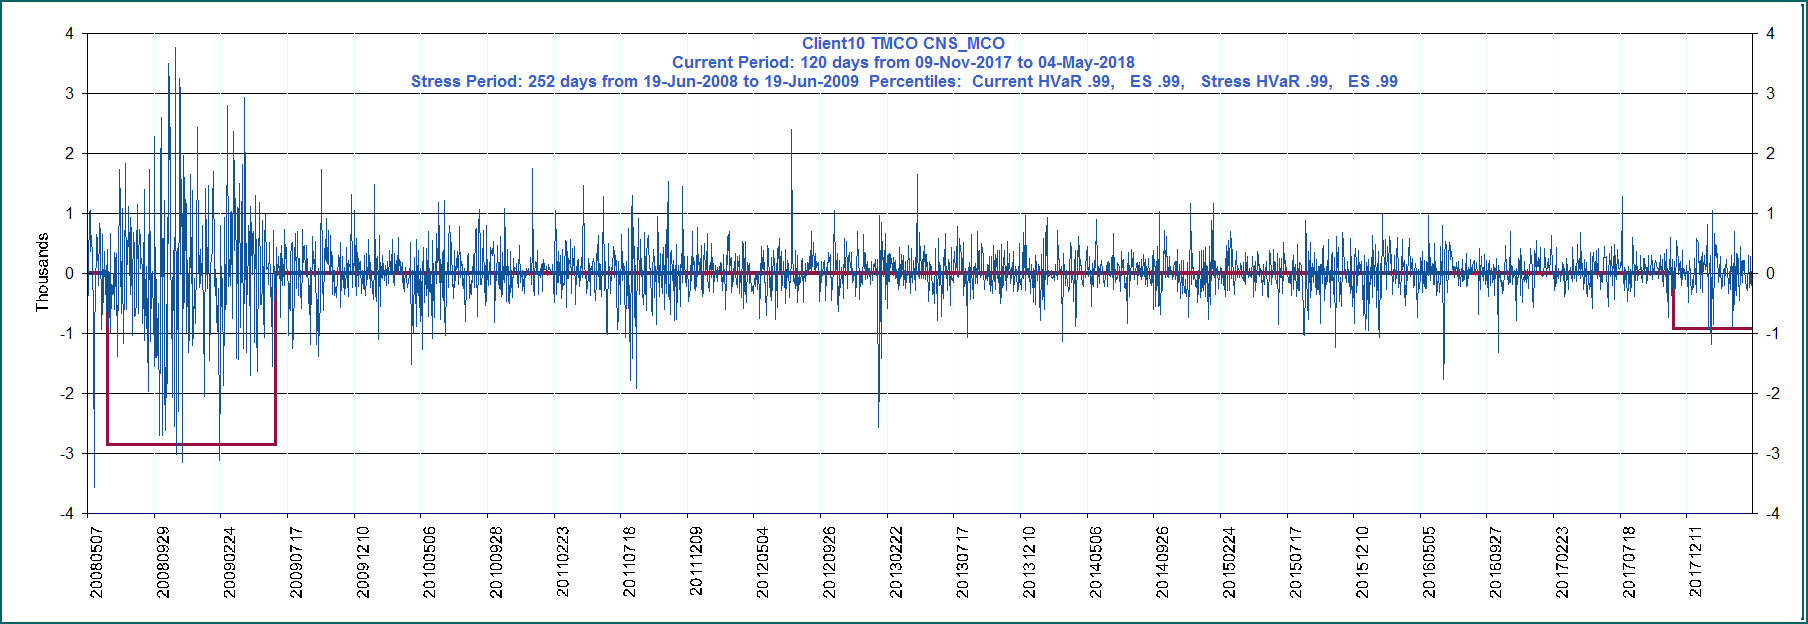 Client10 TMCO CNS_MCO
Current Period: 120 days from 09-Nov-2017 to 04-May-2018
Stress Period: 252 days from 19-Jun-2008 to 19-Jun-2009  Percentiles:  Current HVaR .99,   ES .99,   Stress HVaR .99,   ES .99
4 4
3 3
2 2
1 1
0 0
-1 -1
-2 -2
-3 -3
-4 -4
Thousands
20080507 20080929 20090224 20090717 20091210 20100506 20100928 20110223 20110718 20111209 20120504 20120926 20130222 20130717 20131210 20140506 20140926 20150224 20150717 20151210 20160505 20160927 20170223 20170718 20171211